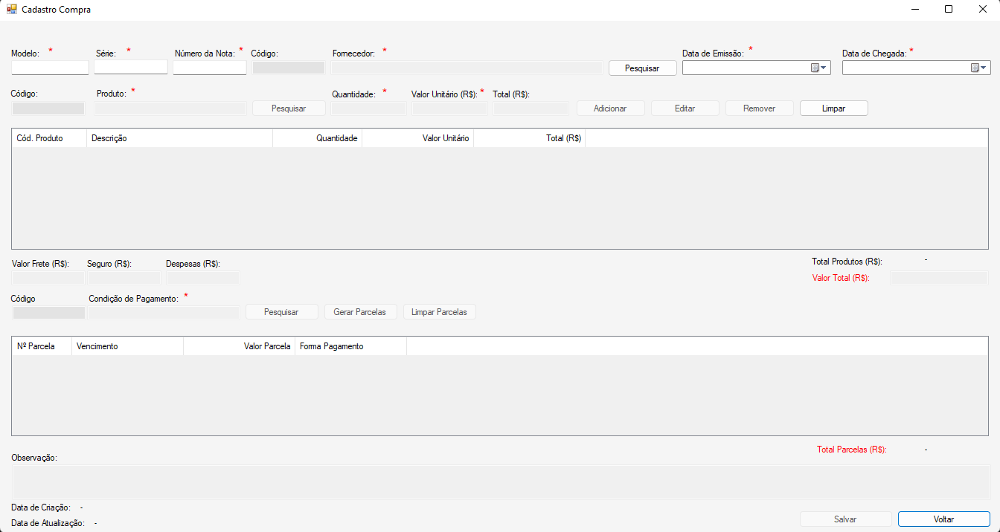 Cadastro Compra
Modelo: * Série: * Número da Nota: * Código: Fornecedor: * Data de Emissão: * Data de Chegada: *
Pesquisar
Código: Produto: * Quantidade: * Valor Unitário (R$): * Total (R$):
Pesquisar Adicionar Editar Remover Limpar
Cód. Produto Descrição Quantidade Valor Unitário Total (R$)
Valor Frete (R$): Seguro (R$): Despesas (R$): Total Produtos (R$): -
Valor Total (R$):
Código Condição de Pagamento: *
Pesquisar Gerar Parcelas Limpar Parcelas
Nº Parcela Vencimento Valor Parcela Forma Pagamento
Total Parcelas (R$): -
Observação:
Data de Criação: -
Data de Atualização: -
Salvar Voltar